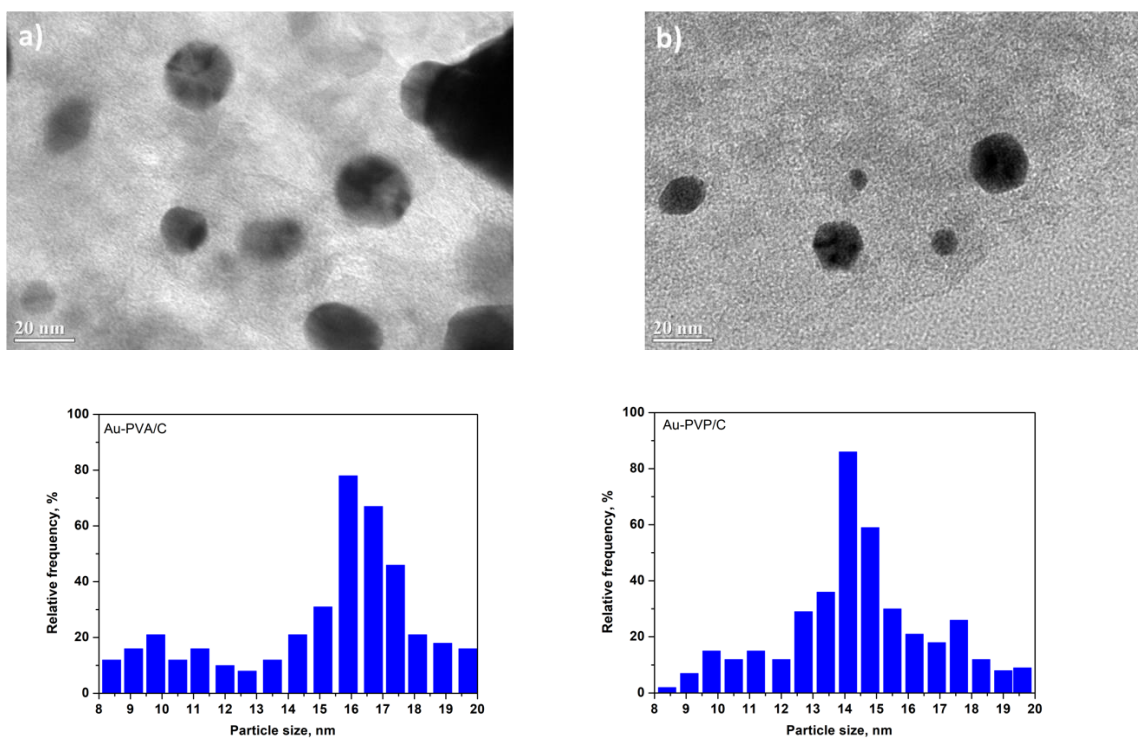 a)
20 nm
b)
20 nm
Au-PVA/C
Relative frequency, %
100
80
60
40
20
0
8 9 10 11 12 13 14 15 16 17 18 19 20
Particle size, nm
Au-PVP/C
Relative frequency, %
100
80
60
40
20
0
8 9 10 11 12 13 14 15 16 17 18 19 20
Particle size, nm